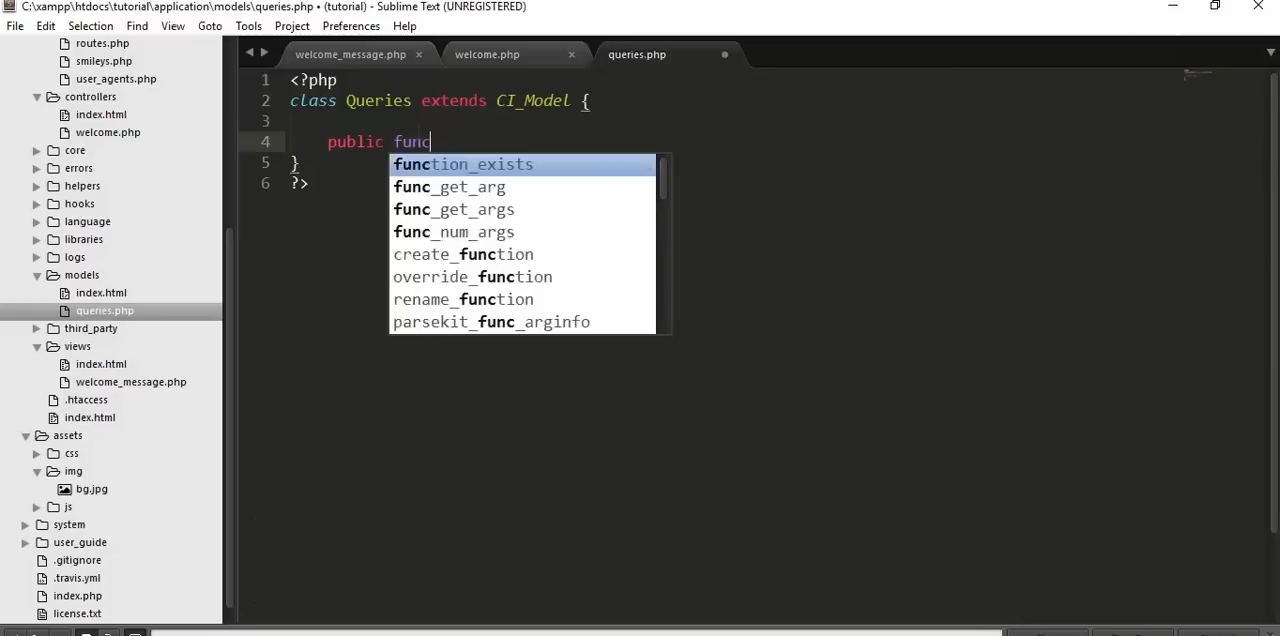 C:\xampp\htdocs\tutorial\application\models\queries.php • (tutorial) - Sublime Text (UNREGISTERED)
File Edit Selection Find View Goto Tools Project Preferences Help
routes.php
smileys.php
user_agents.php
controllers
index.html
welcome.php
core
errors
helpers
hooks
language
libraries
logs
models
index.html
queries.php
third_party
views
index.html
welcome_message.php
.htaccess
index.html
assets
css
img
bg.jpg
js
system
user_guide
.gitignore
.travis.yml
index.php
license.txt
welcome_message.php × welcome.php × queries.php
1 <?php
2 class Queries extends CI_Model {
3
4 public func
5 }
6 ?>
function_exists
func_get_arg
func_get_args
func_num_args
create_function
override_function
rename_function
parsekit_func_arginfo